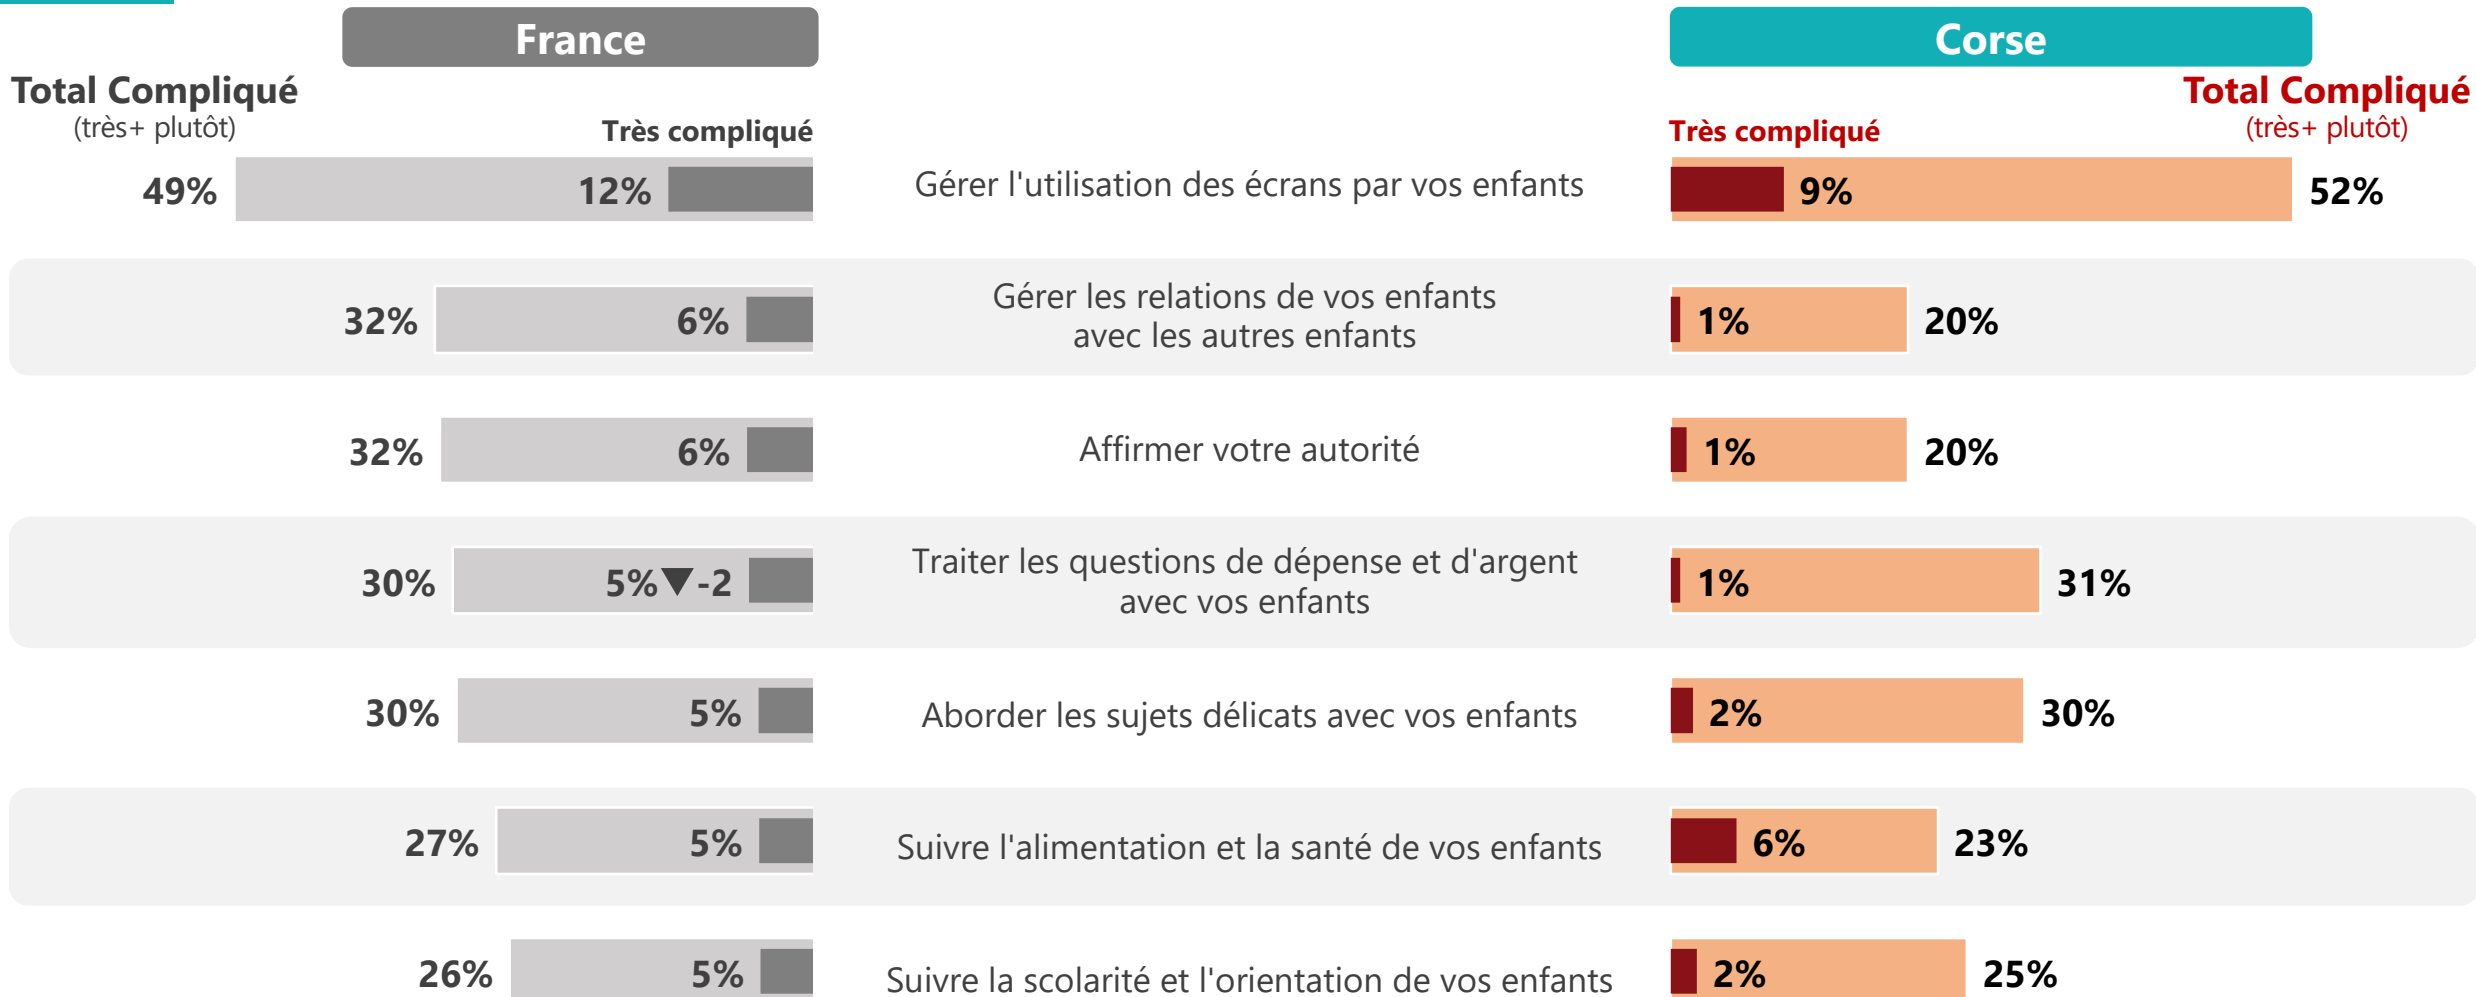 France
Corse
Total Compliqué
(très+ plutôt)
Très compliqué
Très compliqué
Total Compliqué
(très+ plutôt)
49% 12% Gérer l'utilisation des écrans par vos enfants 9% 52%
Gérer les relations de vos enfants
avec les autres enfants
32% 6% 1% 20%
32% 6% Affirmer votre autorité 1% 20%
Traiter les questions de dépense et d'argent
avec vos enfants
30% 5%▼-2 1% 31%
30% 5% Aborder les sujets délicats avec vos enfants 2% 30%
27% 5% Suivre l'alimentation et la santé de vos enfants 6% 23%
26% 5% Suivre la scolarité et l'orientation de vos enfants 2% 25%